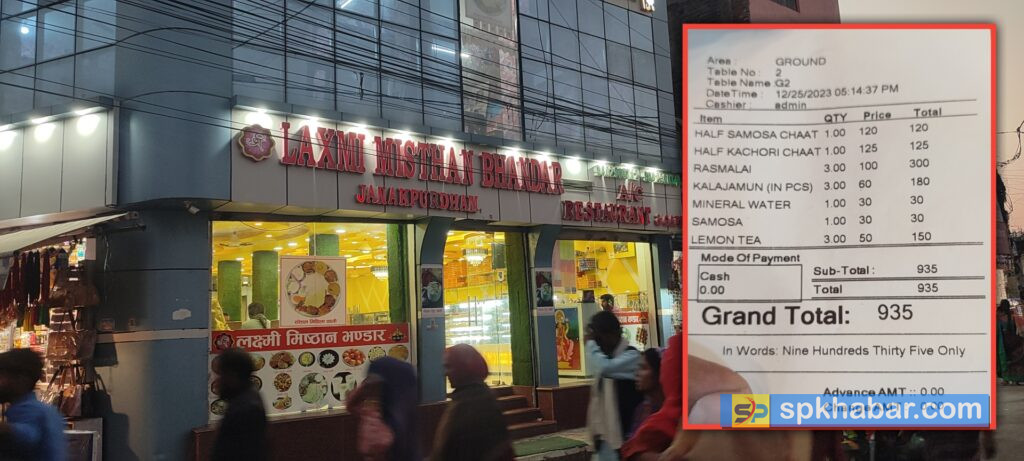 LAXMI MISTHAN BHANDAR
JANAKPURDHAM.
A/C
RESTAURANT
लक्ष्मी मिष्ठान भण्डार
Area : GROUND
Table No : 2
Table Name :G2
DateTime : 12/25/2023 05:14:37 PM
Cashier : admin
Item QTY Price Total
HALF SAMOSA CHAAT 1.00 120 120
HALF KACHORI CHAAT 1.00 125 125
RASMALAI 3.00 100 300
KALAJAMUN (IN PCS) 3.00 60 180
MINERAL WATER 1.00 30 30
SAMOSA 1.00 30 30
LEMON TEA 3.00 50 150
Mode Of Payment
Cash
0.00
Sub-Total : 935
Total 935
Grand Total: 935
In Words: Nine Hundreds Thirty Five Only
Advance AMT :: 0.00
SP spkhabar.com